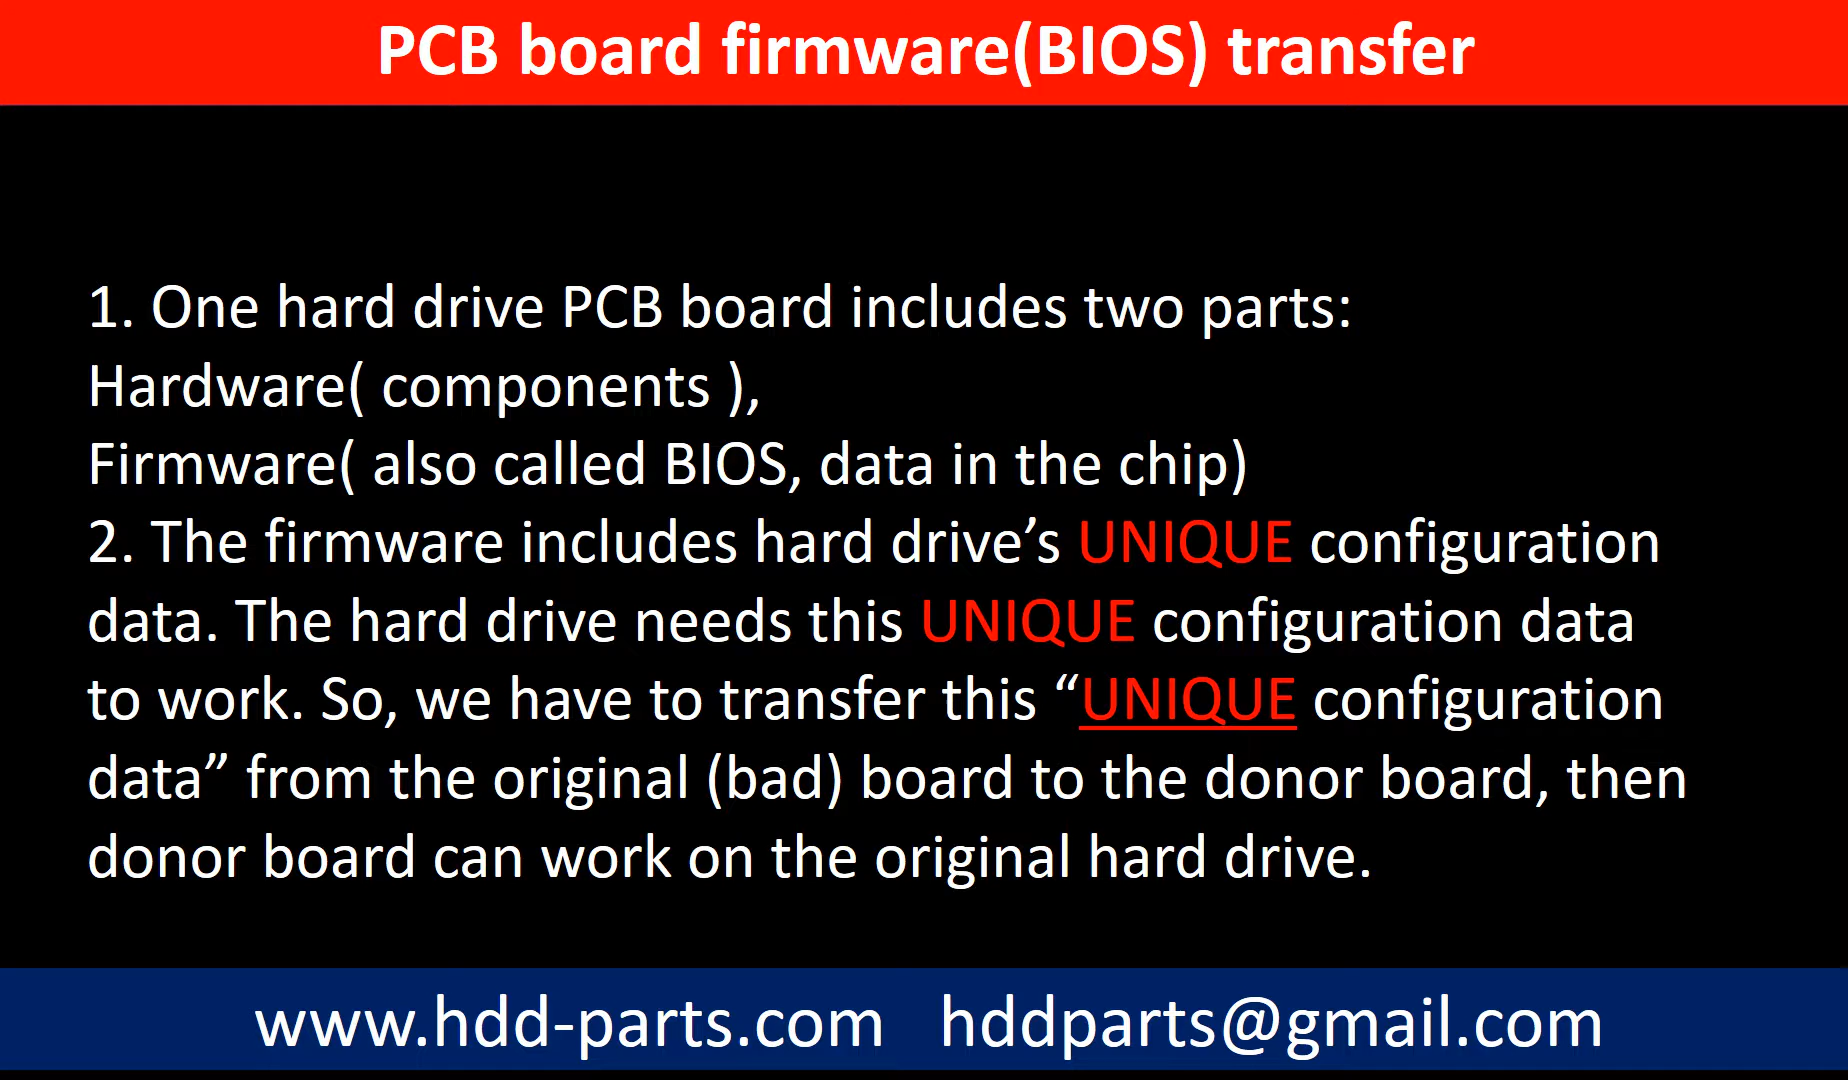 PCB board firmware(BIOS) transfer
1. One hard drive PCB board includes two parts:
Hardware( components ),
Firmware( also called BIOS, data in the chip)
2. The firmware includes hard drive’s UNIQUE configuration
data. The hard drive needs this UNIQUE configuration data
to work. So, we have to transfer this “UNIQUE configuration
data” from the original (bad) board to the donor board, then
donor board can work on the original hard drive.
www.hdd-parts.com hddparts@gmail.com